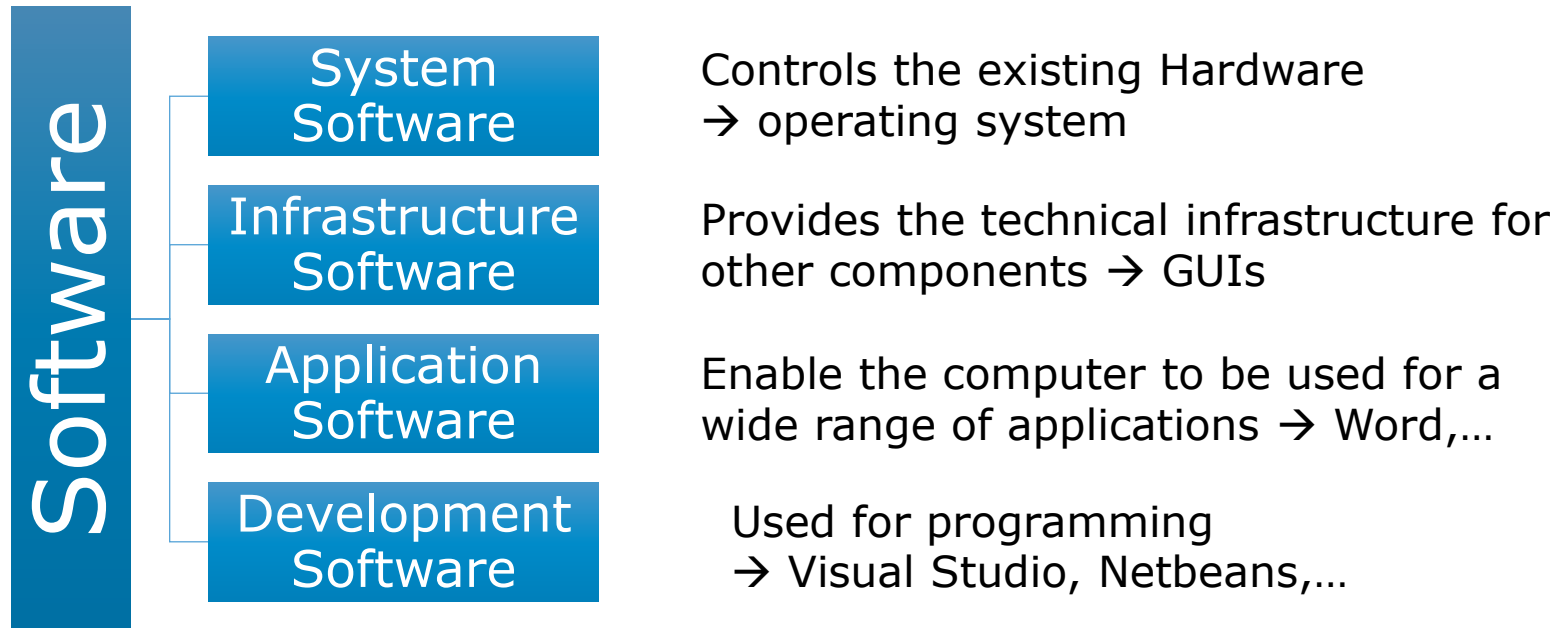 Software
System
Software
Controls the existing Hardware
→ operating system
Infrastructure
Software
Provides the technical infrastructure for
other components → GUIs
Application
Software
Enable the computer to be used for a
wide range of applications → Word,...
Development
Software
Used for programming
→ Visual Studio, Netbeans,...